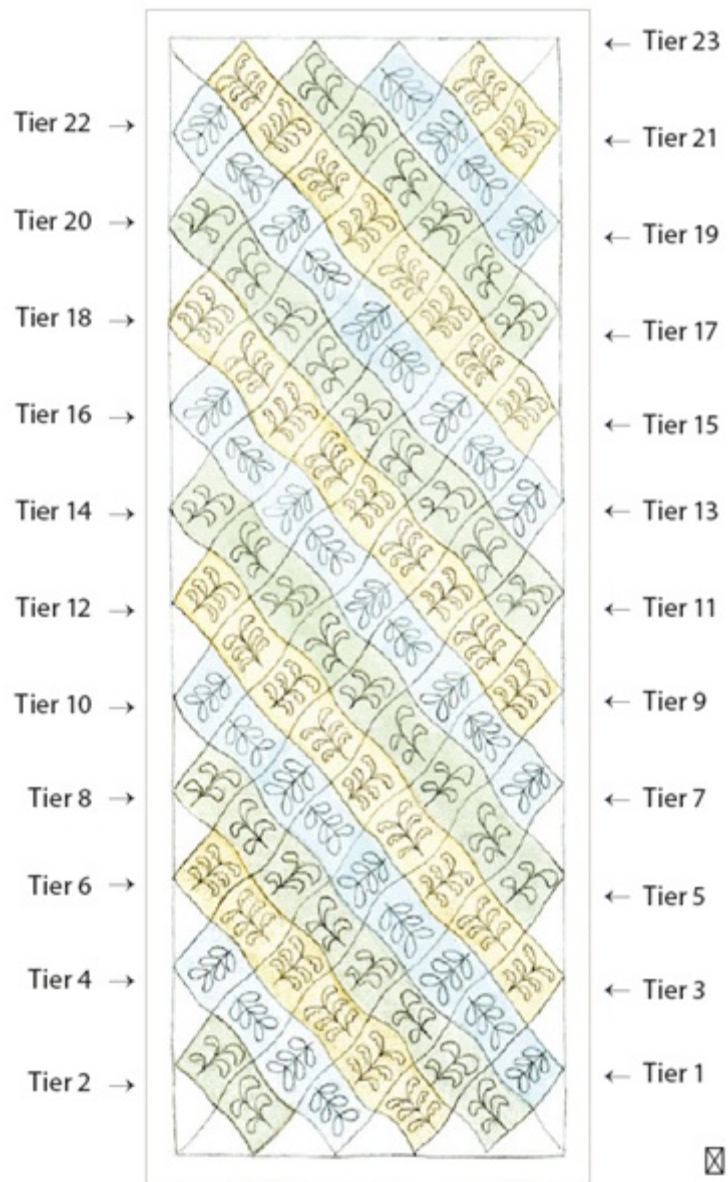 ← Tier 23
Tier 22 →
← Tier 21
Tier 20 →
← Tier 19
Tier 18 →
← Tier 17
Tier 16 →
← Tier 15
Tier 14 →
← Tier 13
Tier 12 →
← Tier 11
Tier 10 →
← Tier 9
Tier 8 →
← Tier 7
Tier 6 →
← Tier 5
Tier 4 →
← Tier 3
Tier 2 →
← Tier 1